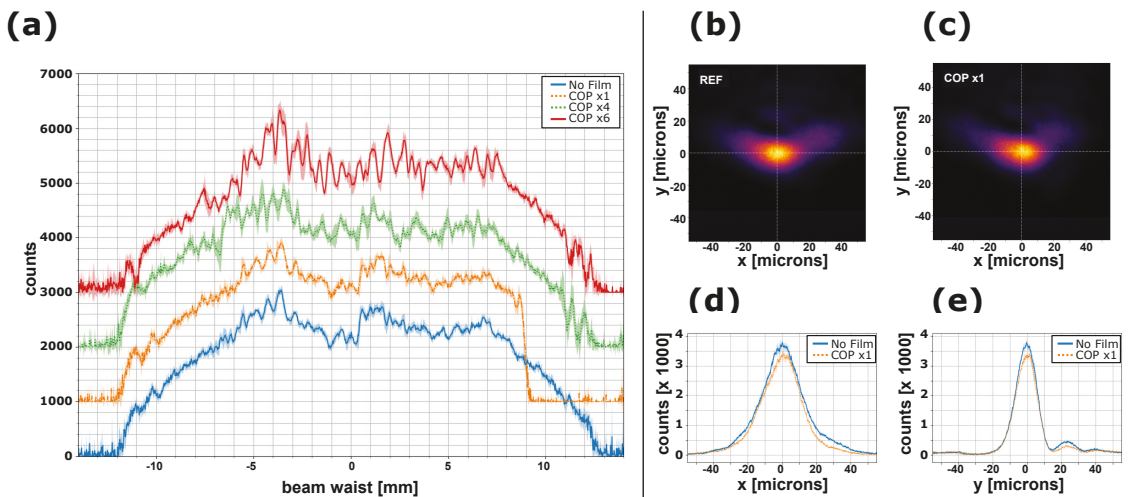 (a)
7000
6000
5000
4000
3000
2000
1000
0
counts
-10
-5
0
5
10
beam waist [mm]
No Film
COP x1
COP x4
COP x6
(b)
REF
40
20
0
-20
-40
y [microns]
-40
-20
0
20
40
x [microns]
(c)
COP x1
40
20
0
-20
-40
y [microns]
-40
-20
0
20
40
x [microns]
(d)
4
3
2
1
0
counts [x 1000]
No Film
COP x1
-40
-20
0
20
40
x [microns]
(e)
4
3
2
1
0
counts [x 1000]
No Film
COP x1
-40
-20
0
20
40
y [microns]